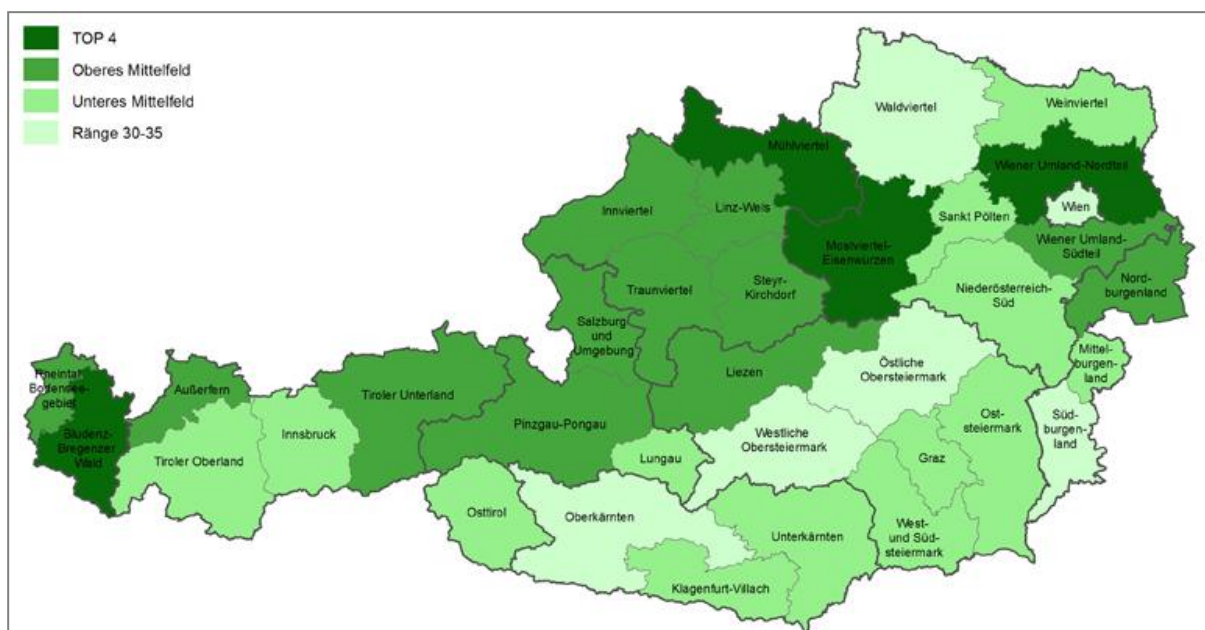 TOP 4
Oberes Mittelfeld
Unteres Mittelfeld
Ränge 30-35
Waldviertel
Weinviertel
Mühlviertel
Wiener Umland-Nordteil
Innviertel
Linz-Wels
Sankt Pölten
Wien
Mostviertel-
Eisenwurzen
Wiener Umland-
Südteil
Traunviertel
Steyr-
Kirchdorf
Niederösterreich-
Süd
Nord-
burgenland
Salzburg
und
Umgebung
Mittel-
burgenland
Rheintal-
Bodensee-
gebiet
Außerfern
Tiroler Unterland
Liezen
Östliche
Obersteiermark
Bludenz-
Bregenzer
Wald
Tiroler Oberland
Innsbruck
Pinzgau-Pongau
Westliche
Obersteiermark
Ost-
steiermark
Süd-
burgenland
Lungau
Graz
Osttirol
Oberkärnten
Unterkärnten
West-
und Süd-
steiermark
Klagenfurt-Villach